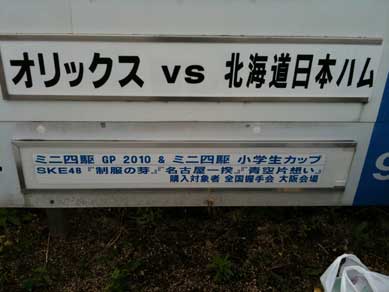 オリックス vs 北海道日本ハム
ミニ四駆 GP 2010 & ミニ四駆 小学生カップ
SKE48『制服の芽』『名古屋一揆』『青空片想い』
購入対象者 全国握手会 大阪会場